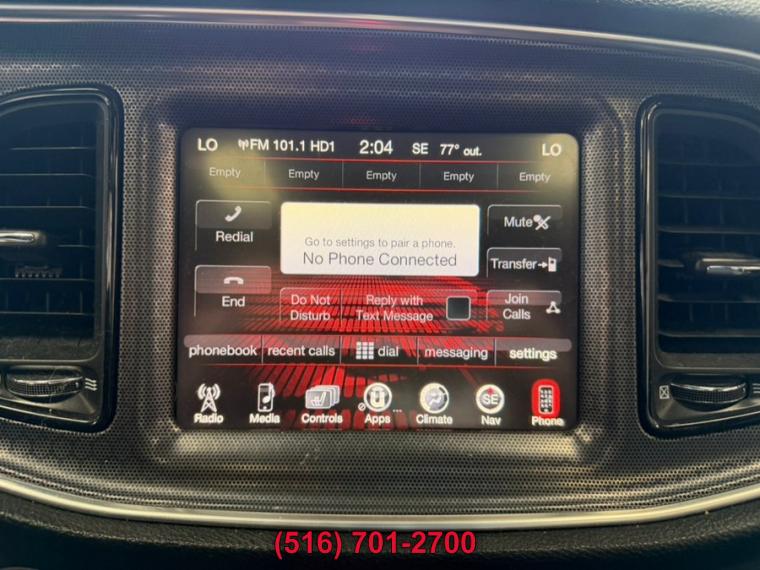 LO FM 101.1 HD1 2:04 SE 77° out. LO
Empty Empty Empty Empty Empty
Redial
Go to settings to pair a phone.
No Phone Connected
Mute
Transfer
End
Do Not
Disturb
Reply with
Text Message
Join
Calls
phonebook recent calls dial messaging settings
SE
Radio Media Controls Apps Climate Nav Phone
(516) 701-2700